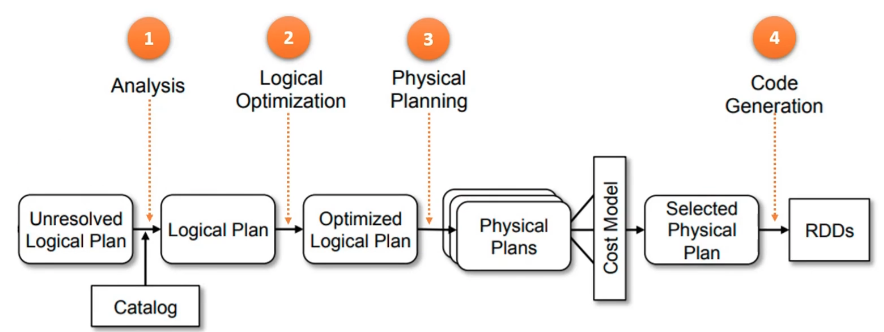 1
2
3
4
Analysis
Logical
Optimization
Physical
Planning
Code
Generation
Unresolved
Logical Plan
Logical Plan
Optimized
Logical Plan
Physical
Plans
Cost Model
Selected
Physical
Plan
RDDs
Catalog